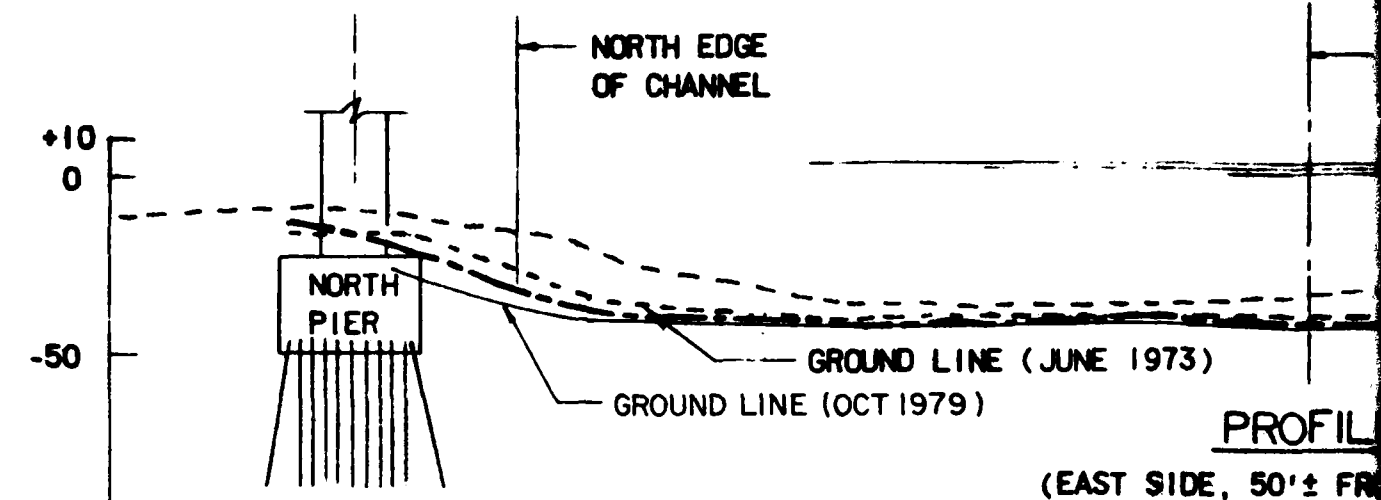 NORTH EDGE
OF CHANNEL
+10
0
NORTH
PIER
-50
GROUND LINE (JUNE 1973)
GROUND LINE (OCT 1979)
PROFIL
(EAST SIDE, 50'± FR